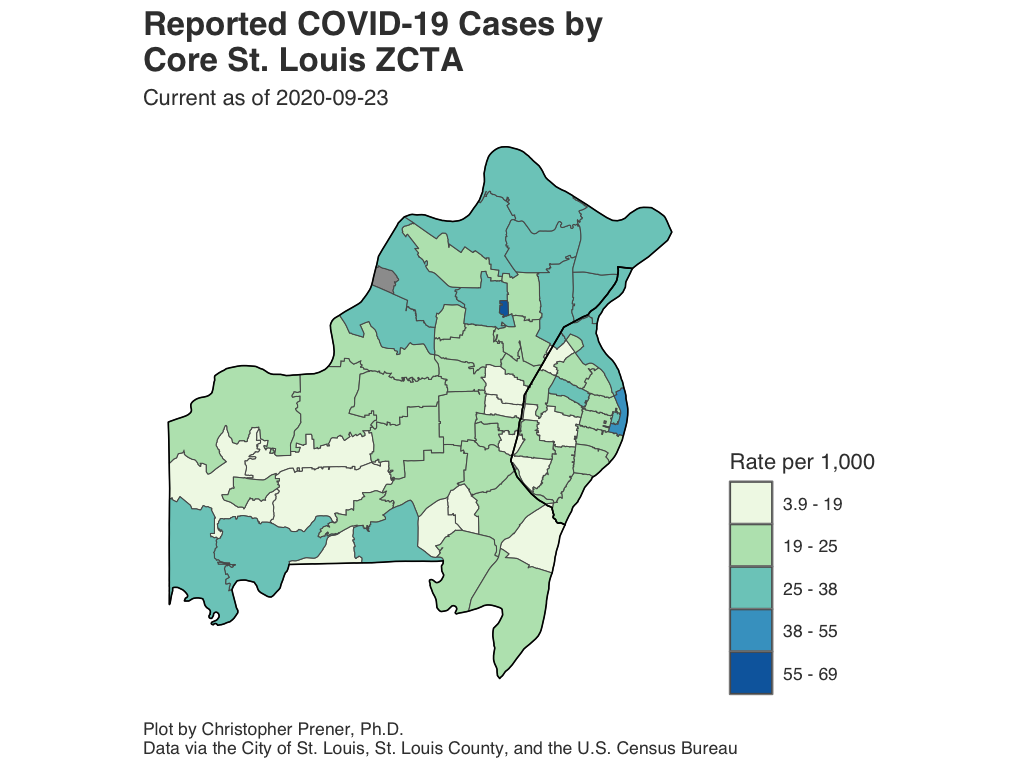 Reported COVID-19 Cases by
Core St. Louis ZCTA
Current as of 2020-09-23
Rate per 1,000
3.9 - 19
19 - 25
25 - 38
38 - 55
55 - 69
Plot by Christopher Prener, Ph.D.
Data via the City of St. Louis, St. Louis County, and the U.S. Census Bureau